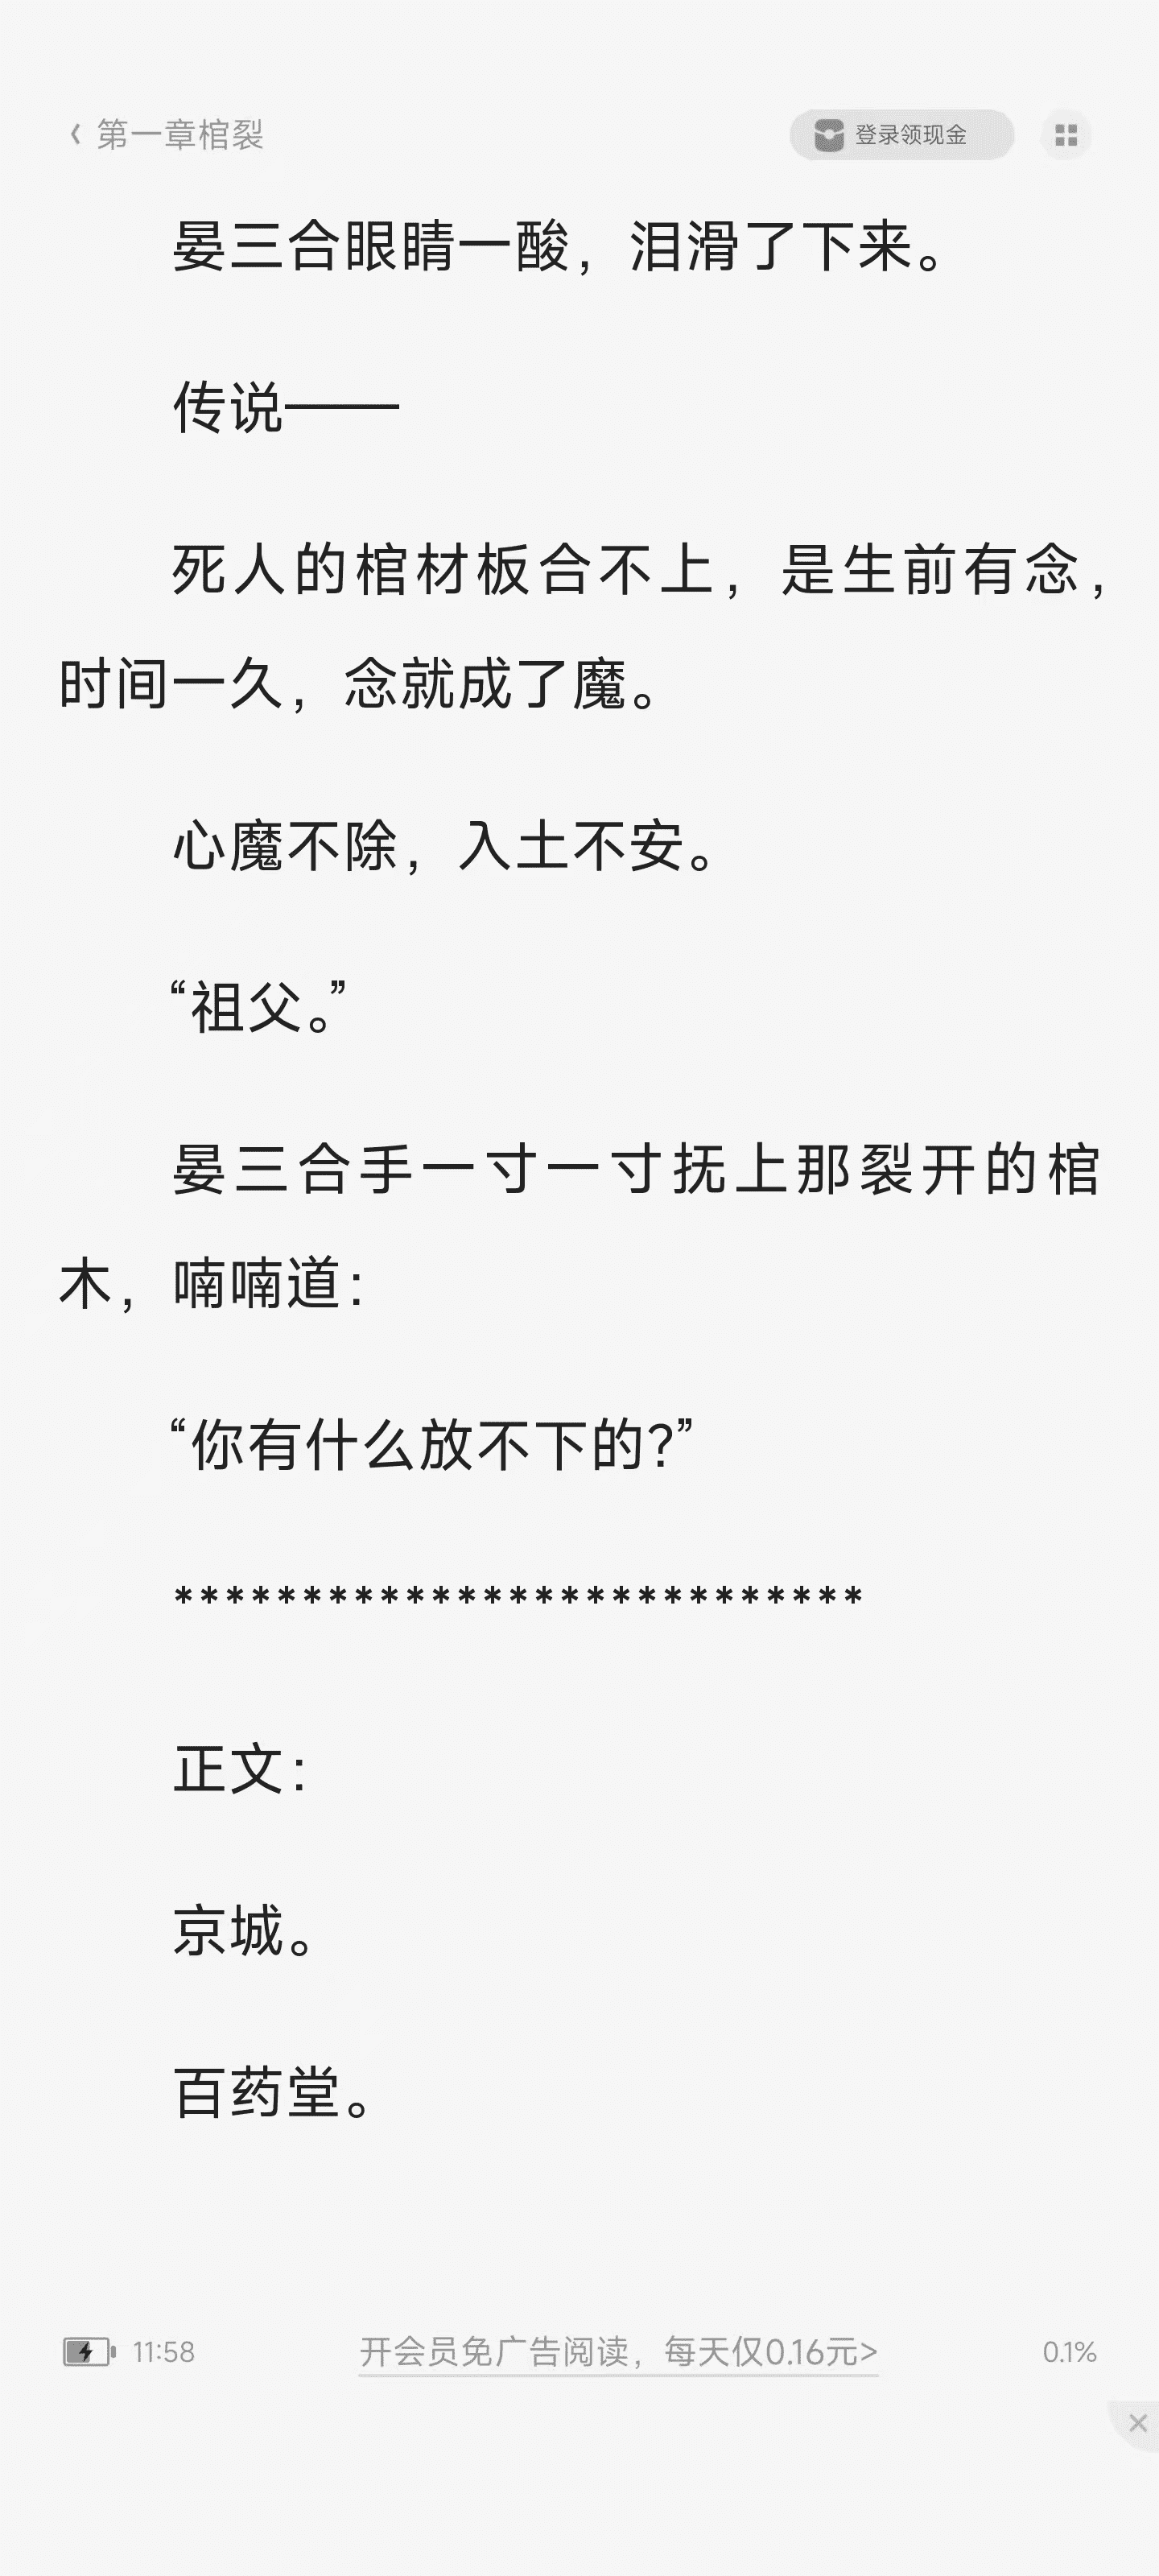 第一章棺裂
登录领现金
晏三合眼睛一酸，泪滑了下来。
传说——
死人的棺材板合不上，是生前有念，
时间一久，念就成了魔。
心魔不除，入土不安。
“祖父。”
晏三合手一寸一寸抚上那裂开的棺
木，喃喃道：
“你有什么放不下的？”
***************************
正文：
京城。
百药堂。
11:58
开会员免广告阅读，每天仅0.16元>
0.1%